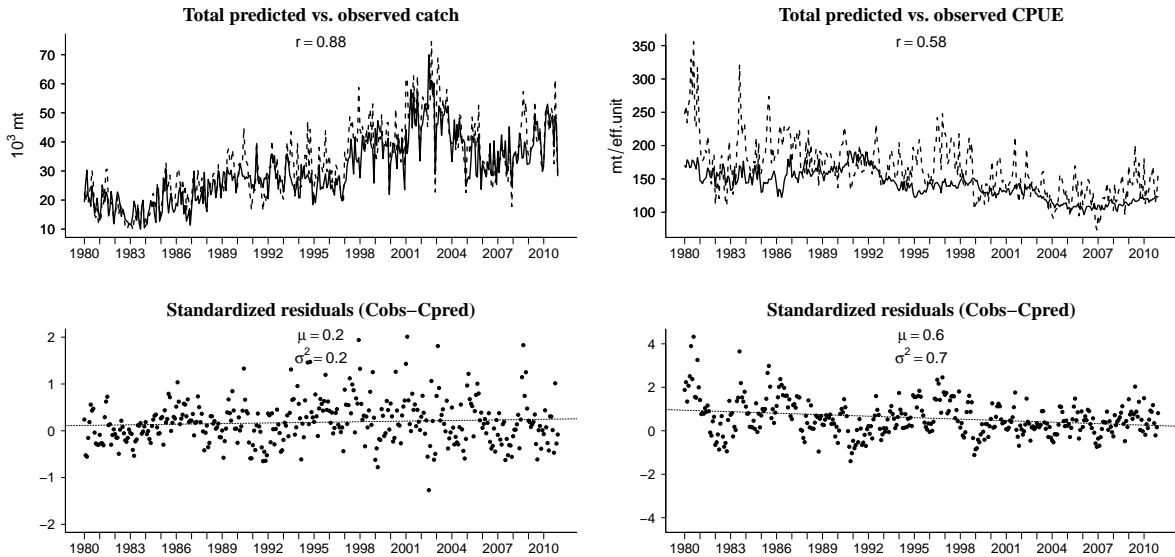 Total predicted vs. observed catch
r = 0.88
10³ mt
70
60
50
40
30
20
10
1980 1983 1986 1989 1992 1995 1998 2001 2004 2007 2010
Total predicted vs. observed CPUE
r = 0.58
mt / eff.unit
350
300
250
200
150
100
1980 1983 1986 1989 1992 1995 1998 2001 2004 2007 2010
Standardized residuals (Cobs−Cpred)
μ = 0.2
σ² = 0.2
2
1
0
−1
−2
1980 1983 1986 1989 1992 1995 1998 2001 2004 2007 2010
Standardized residuals (Cobs−Cpred)
μ = 0.6
σ² = 0.7
4
2
0
−2
−4
1980 1983 1986 1989 1992 1995 1998 2001 2004 2007 2010